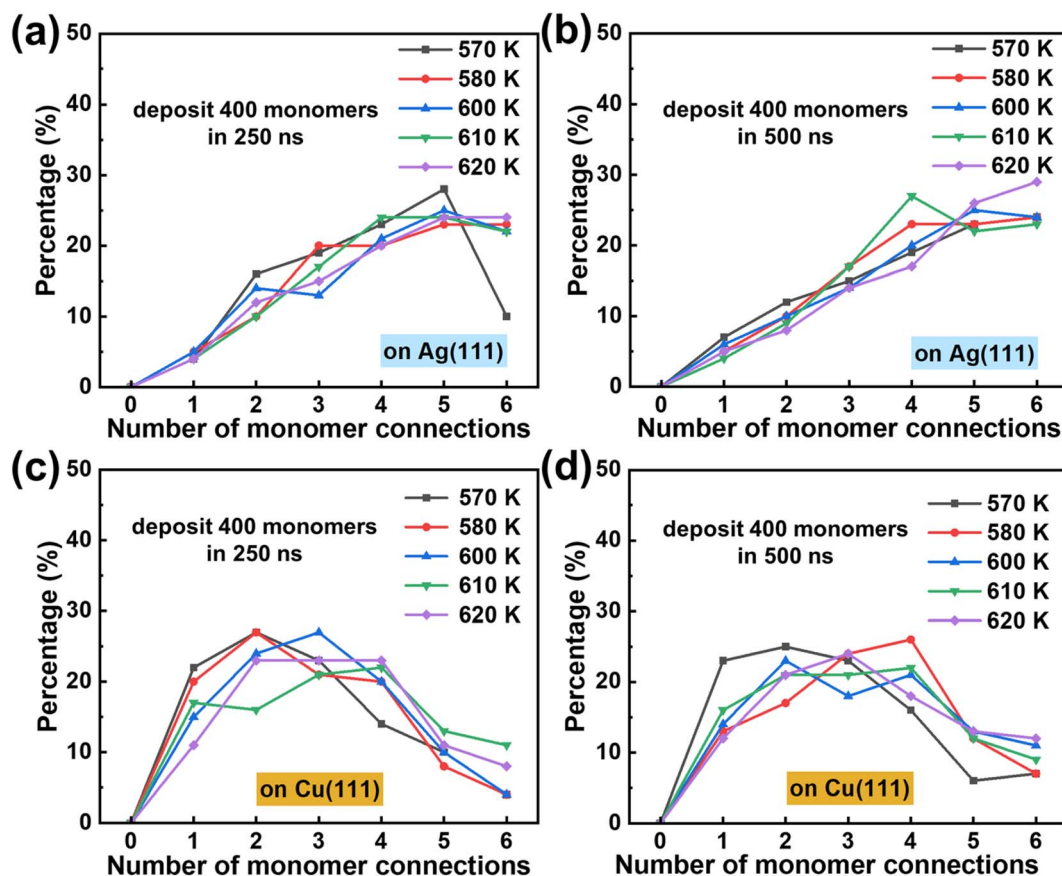 (a)
50
40
30
20
10
0
Percentage (%)
570 K
580 K
600 K
610 K
620 K
deposit 400 monomers
in 250 ns
on Ag(111)
0 1 2 3 4 5 6
Number of monomer connections
(b)
50
40
30
20
10
0
Percentage (%)
570 K
580 K
600 K
610 K
620 K
deposit 400 monomers
in 500 ns
on Ag(111)
0 1 2 3 4 5 6
Number of monomer connections
(c)
50
40
30
20
10
0
Percentage (%)
570 K
580 K
600 K
610 K
620 K
deposit 400 monomers
in 250 ns
on Cu(111)
0 1 2 3 4 5 6
Number of monomer connections
(d)
50
40
30
20
10
0
Percentage (%)
570 K
580 K
600 K
610 K
620 K
deposit 400 monomers
in 500 ns
on Cu(111)
0 1 2 3 4 5 6
Number of monomer connections